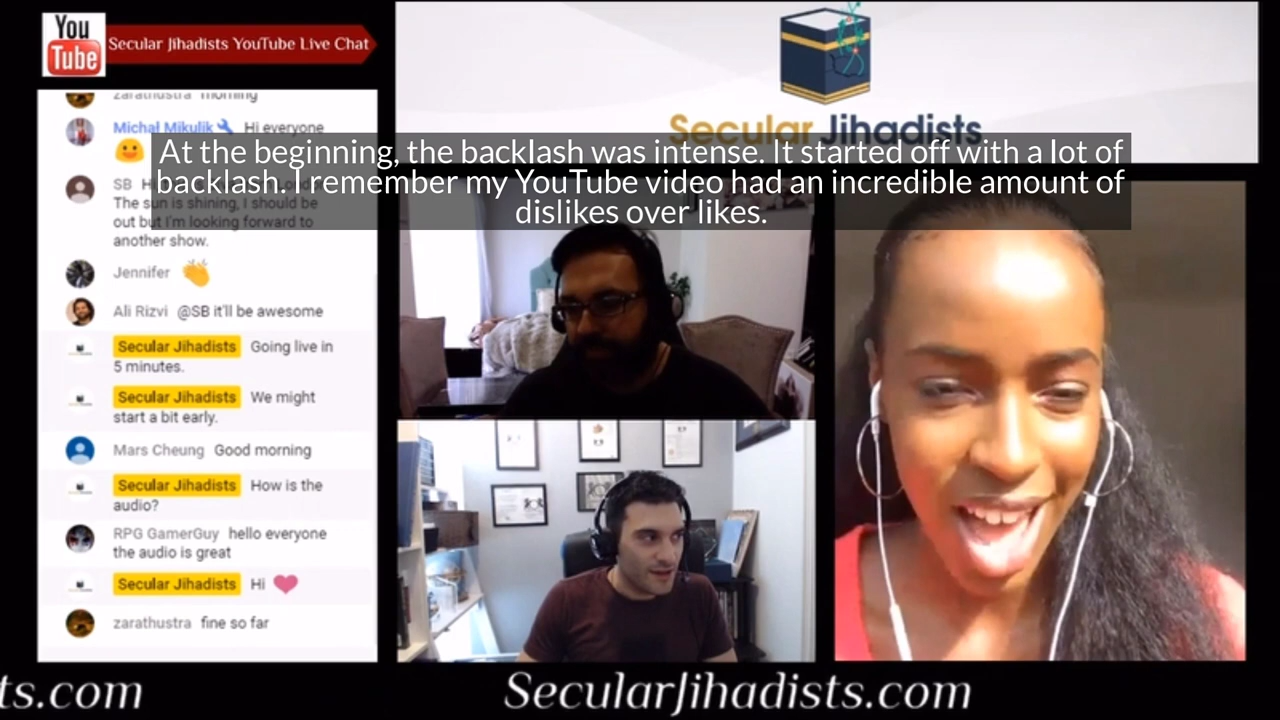 You
Tube
Secular Jihadists YouTube Live Chat
Secular Jihadists
At the beginning, the backlash was intense. It started off with a lot of
backlash. I remember my YouTube video had an incredible amount of
dislikes over likes.
zarathustra morning
Michal Mikulik Hi everyone
SB
The sun is shining, I should be
out but I'm looking forward to
another show.
Jennifer
Ali Rizvi @SB it'll be awesome
Secular Jihadists Going live in
5 minutes.
Secular Jihadists We might
start a bit early.
Mars Cheung Good morning
Secular Jihadists How is the
audio?
RPG GamerGuy hello everyone
the audio is great
Secular Jihadists Hi
zarathustra fine so far
ts.com
SecularJihadists.com